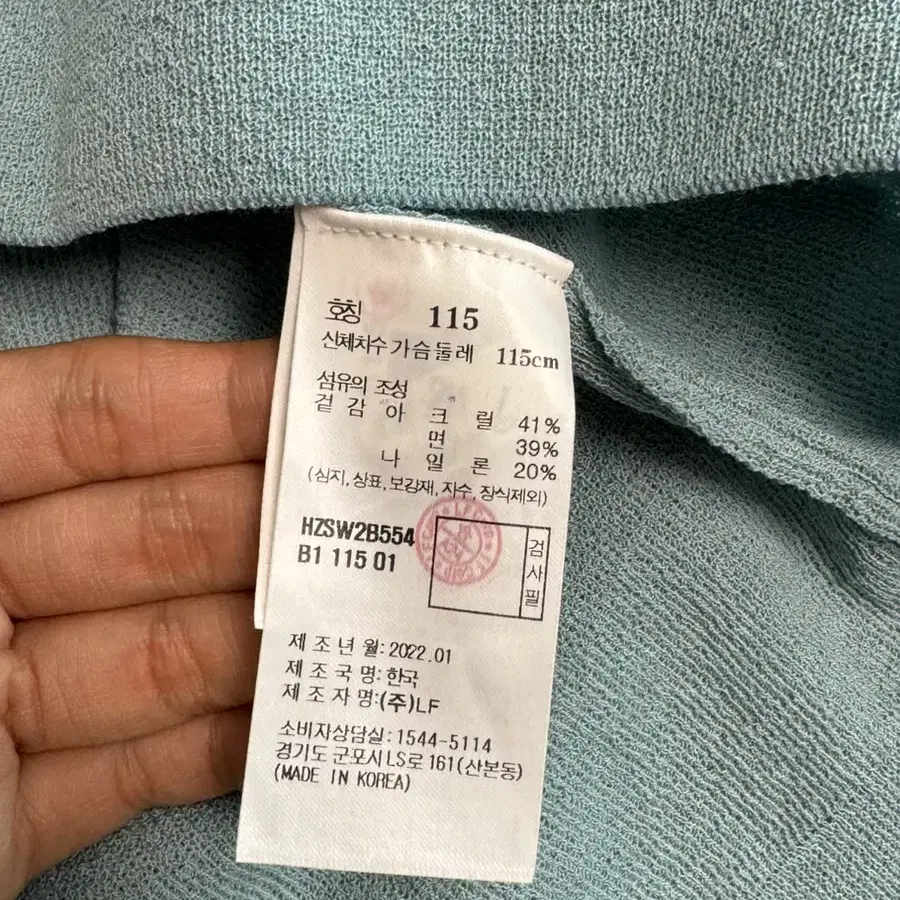 호칭 115
신체치수 가슴둘레 115cm
섬유의 조성
겉감 아크릴 41%
면 39%
나일론 20%
(심지, 상표, 보강재, 자수, 장식제외)
HZSW2B554
B1 115 01
검사필
제조년월: 2022.01
제조국명: 한국
제조자명: (주)LF
소비자상담실: 1544-5114
경기도 군포시 LS로 161(산본동)
(MADE IN KOREA)